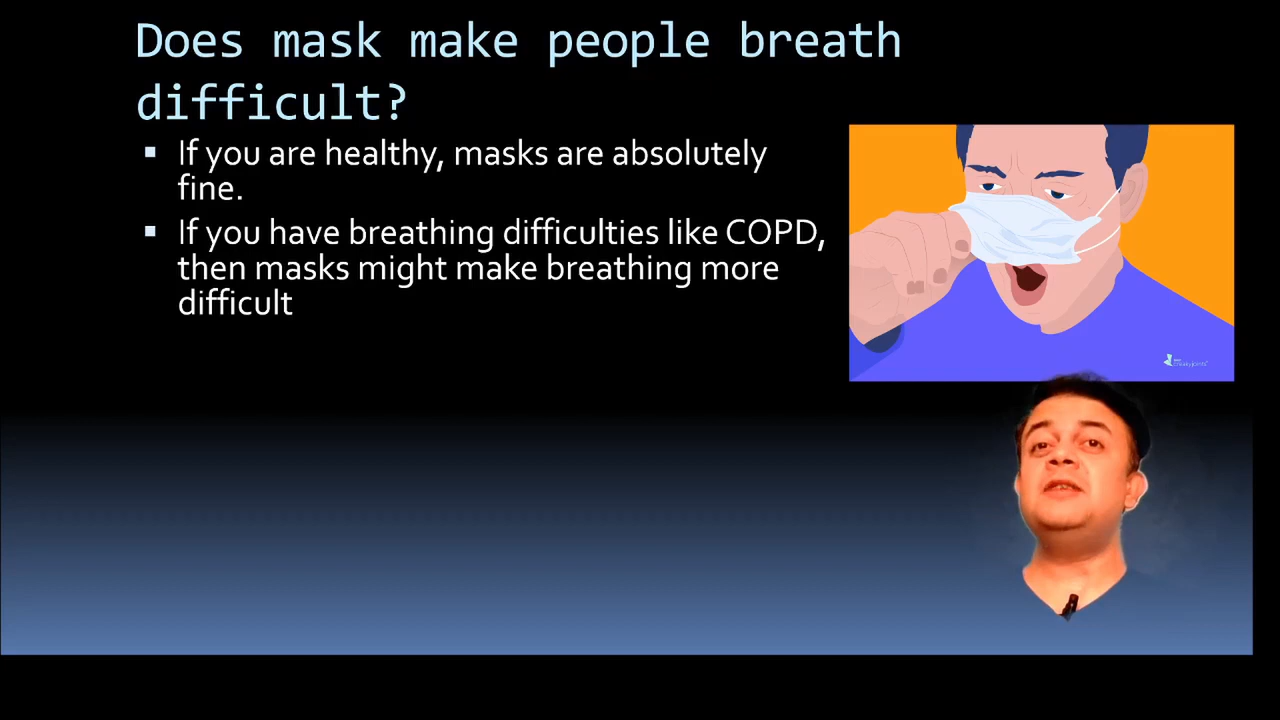 Does mask make people breath
difficult?
If you are healthy, masks are absolutely
fine.
If you have breathing difficulties like COPD,
then masks might make breathing more
difficult
creakyjoints